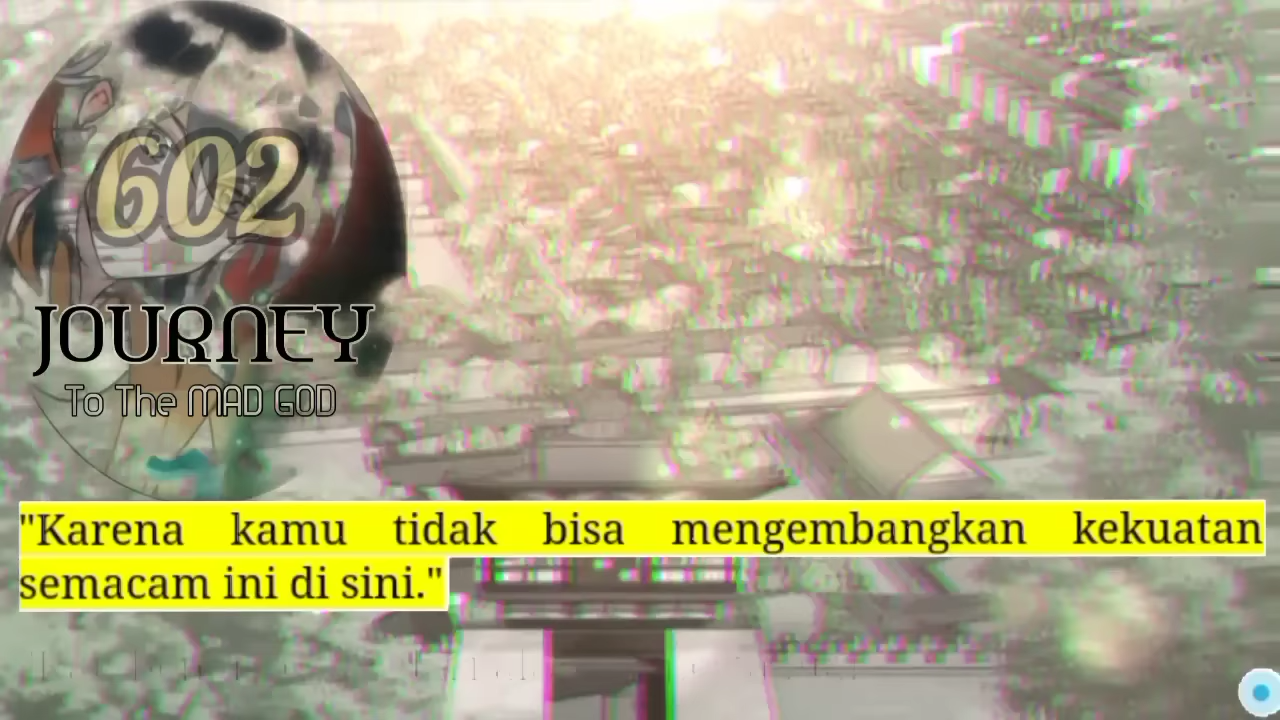 602
JOURNEY
To The MAD GOD
"Karena kamu tidak bisa mengembangkan kekuatan
semacam ini di sini."